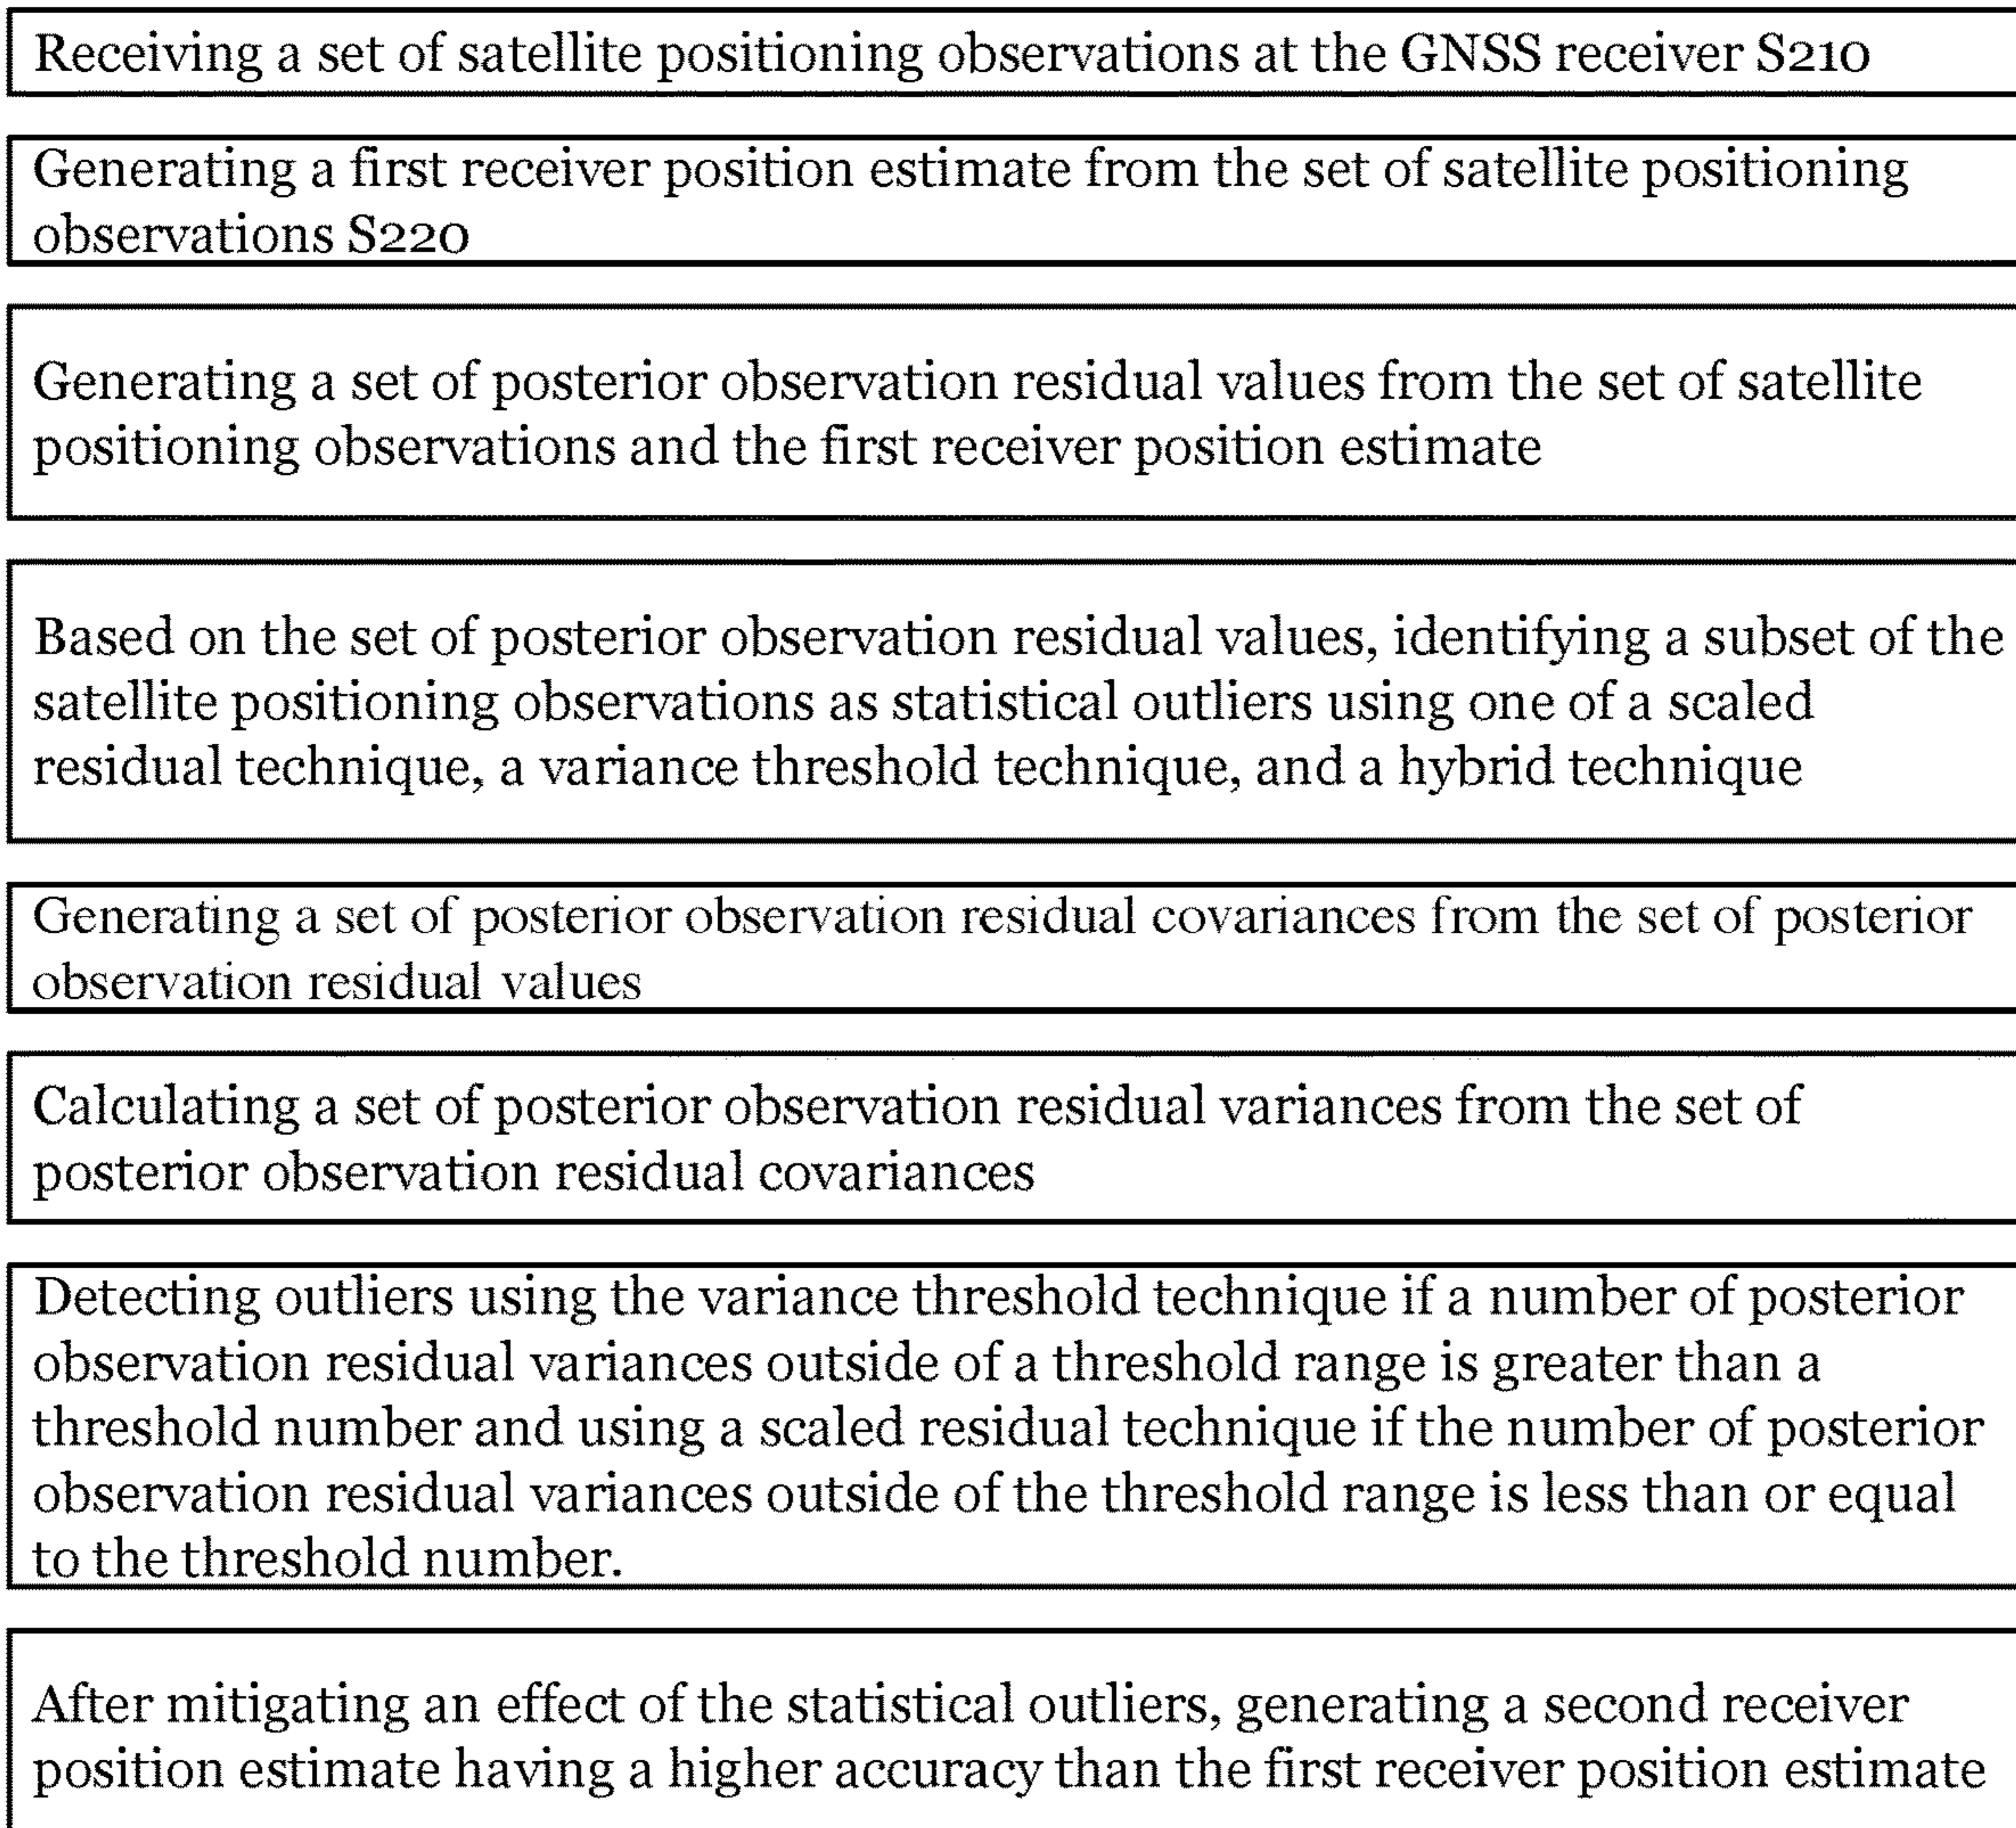 Receiving a set of satellite positioning observations at the GNSS receiver S210
Generating a first receiver position estimate from the set of satellite positioning
observations S220
Generating a set of posterior observation residual values from the set of satellite
positioning observations and the first receiver position estimate
Based on the set of posterior observation residual values, identifying a subset of the
satellite positioning observations as statistical outliers using one of a scaled
residual technique, a variance threshold technique, and a hybrid technique
Generating a set of posterior observation residual covariances from the set of posterior
observation residual values
Calculating a set of posterior observation residual variances from the set of
posterior observation residual covariances
Detecting outliers using the variance threshold technique if a number of posterior
observation residual variances outside of a threshold range is greater than a
threshold number and using a scaled residual technique if the number of posterior
observation residual variances outside of the threshold range is less than or equal
to the threshold number.
After mitigating an effect of the statistical outliers, generating a second receiver
position estimate having a higher accuracy than the first receiver position estimate